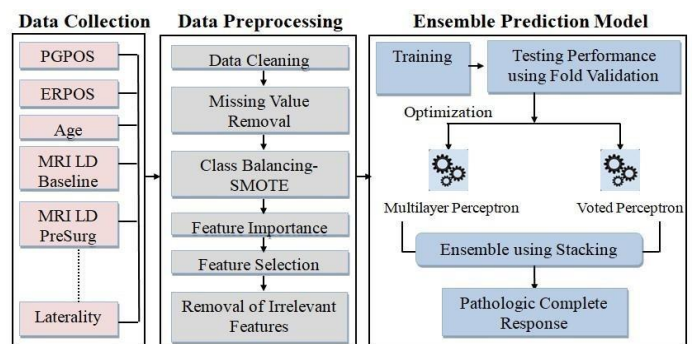 Data Collection
PGPOS
ERPOS
Age
MRI LD
Baseline
MRI LD
PreSurg
Laterality
Data Preprocessing
Data Cleaning
Missing Value
Removal
Class Balancing-
SMOTE
Feature Importance
Feature Selection
Removal of Irrelevant
Features
Ensemble Prediction Model
Training
Testing Performance
using Fold Validation
Optimization
Multilayer Perceptron
Voted Perceptron
Ensemble using Stacking
Pathologic Complete
Response